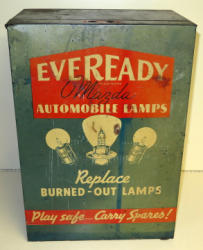 EVEREADY
Mazda
AUTOMOBILE LAMPS
Replace
BURNED-OUT LAMPS
Play safe...Carry Spares!